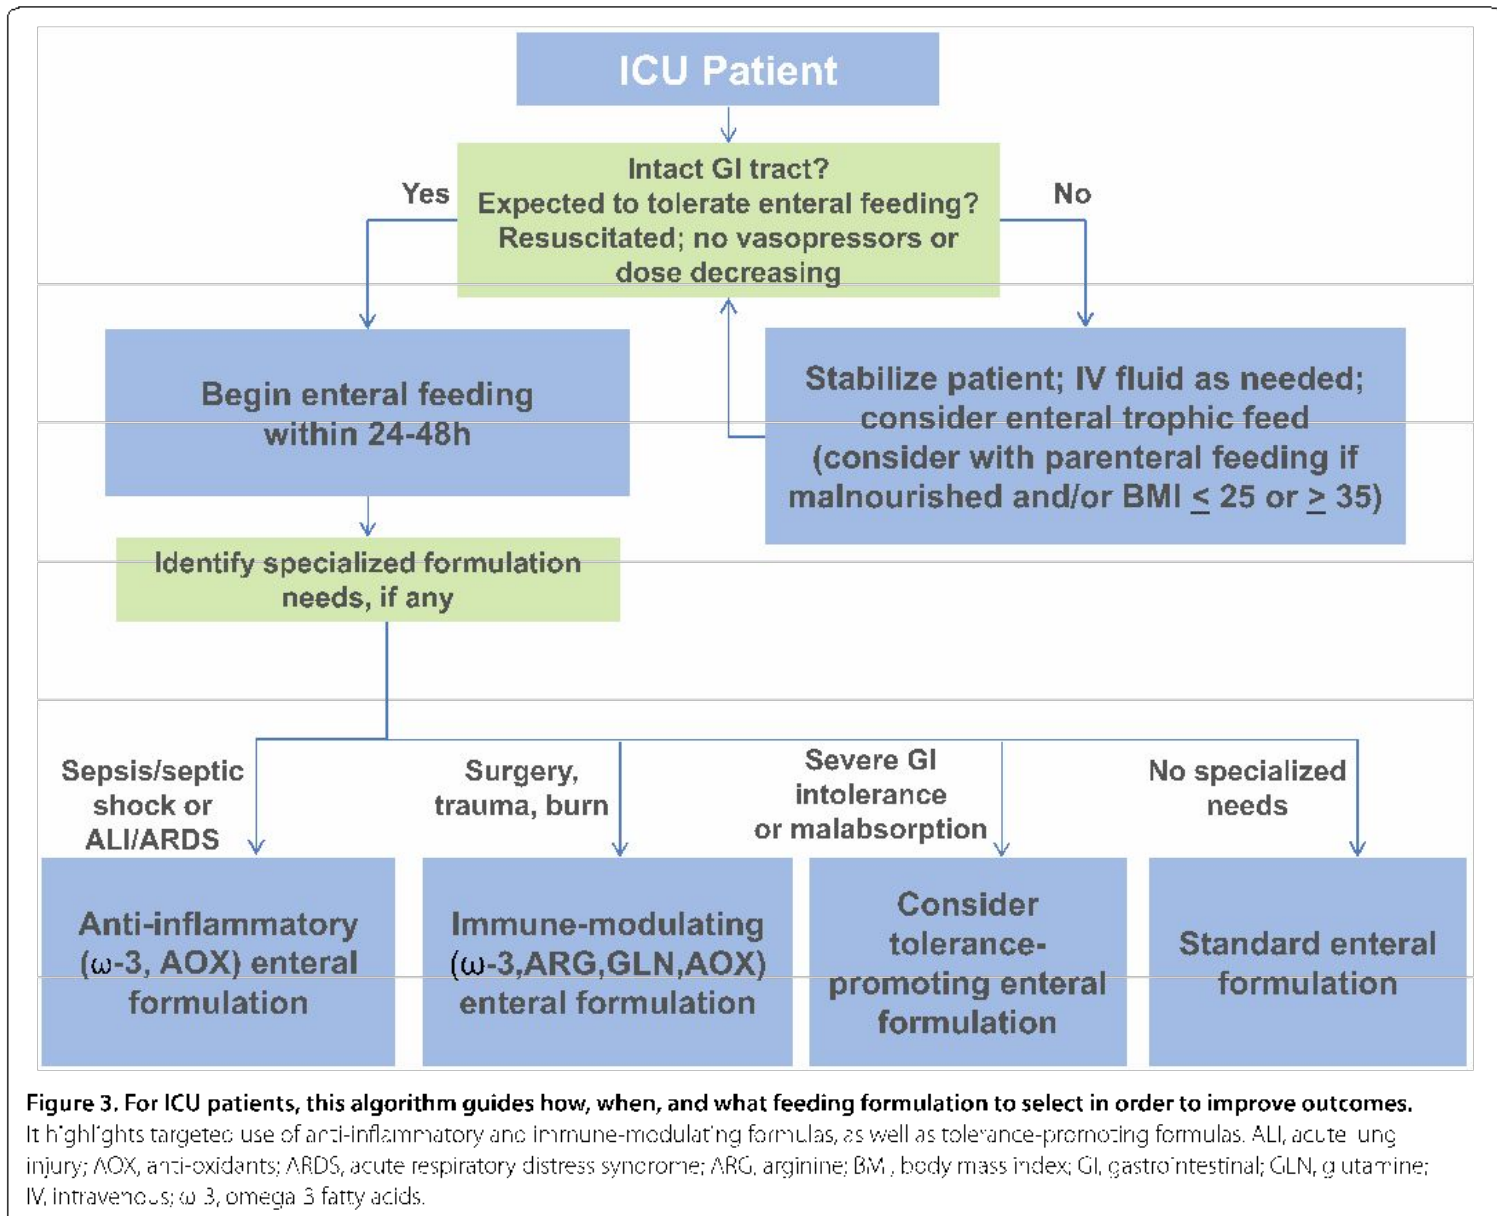 ICU Patient
Intact GI tract?
Expected to tolerate enteral feeding?
Resuscitated; no vasopressors or
dose decreasing
Yes
No
Begin enteral feeding
within 24-48h
Stabilize patient; IV fluid as needed;
consider enteral trophic feed
(consider with parenteral feeding if
malnourished and/or BMI ≤ 25 or ≥ 35)
Identify specialized formulation
needs, if any
Sepsis/septic
shock or
ALI/ARDS
Surgery,
trauma, burn
Severe GI
intolerance
or malabsorption
No specialized
needs
Anti-inflammatory
(ω-3, AOX) enteral
formulation
Immune-modulating
(ω-3,ARG,GLN,AOX)
enteral formulation
Consider
tolerance-
promoting enteral
formulation
Standard enteral
formulation
Figure 3. For ICU patients, this algorithm guides how, when, and what feeding formulation to select in order to improve outcomes.
It highlights targeted use of anti-inflammatory and immune-modulating formulas, as well as tolerance-promoting formulas. ALI, acute lung
injury; AOX, anti-oxidants; ARDS, acute respiratory distress syndrome; ARG, arginine; BMI, body mass index; GI, gastrointestinal; GLN, glutamine;
IV, intravenous; ω-3, omega-3 fatty acids.